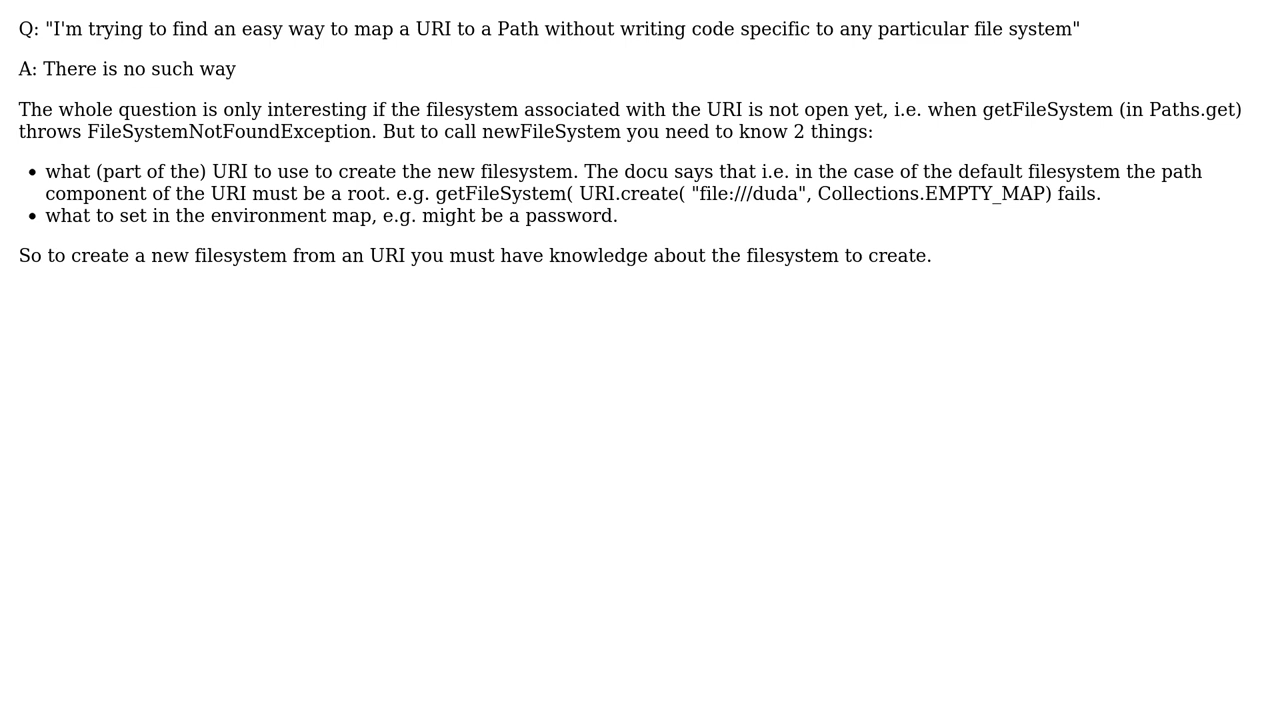 Q: "I'm trying to find an easy way to map a URI to a Path without writing code specific to any particular file system"
A: There is no such way
The whole question is only interesting if the filesystem associated with the URI is not open yet, i.e. when getFileSystem (in Paths.get)
throws FileSystemNotFoundException. But to call newFileSystem you need to know 2 things:
• what (part of the) URI to use to create the new filesystem. The docu says that i.e. in the case of the default filesystem the path
component of the URI must be a root. e.g. getFileSystem( URI.create( "file:///duda", Collections.EMPTY_MAP) fails.
• what to set in the environment map, e.g. might be a password.
So to create a new filesystem from an URI you must have knowledge about the filesystem to create.